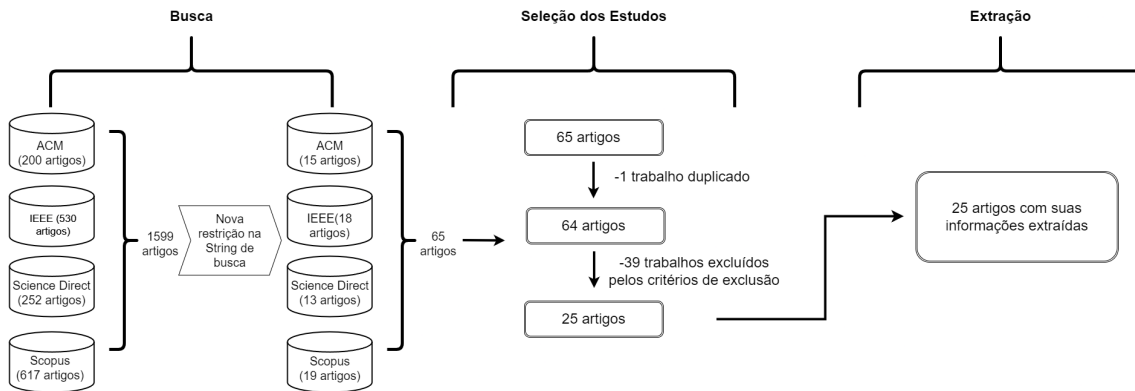 Busca
Seleção dos Estudos
Extração
ACM
(200 artigos)
IEEE (530
artigos)
Science Direct
(252 artigos)
Scopus
(617 artigos)
1599
artigos
Nova
restrição na
String de
busca
ACM
(15 artigos)
IEEE(18
artigos)
Science Direct
(13 artigos)
Scopus
(19 artigos)
65
artigos
65 artigos
-1 trabalho duplicado
64 artigos
-39 trabalhos excluídos
pelos critérios de exclusão
25 artigos
25 artigos com suas
informações extraídas